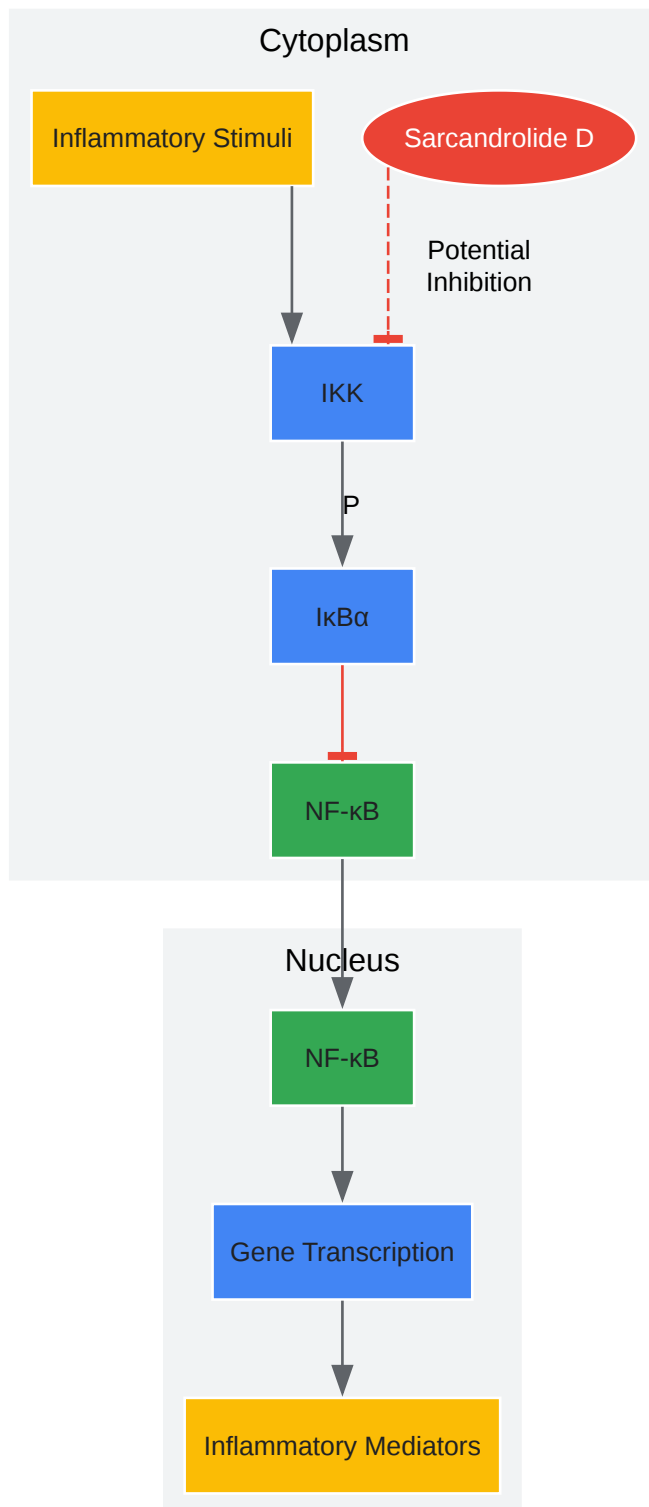 Cytoplasm
Inflammatory Stimuli
Sarcandrolide D
Potential
Inhibition
IKK
P
IκBα
NF-κB
Nucleus
NF-κB
Gene Transcription
Inflammatory Mediators